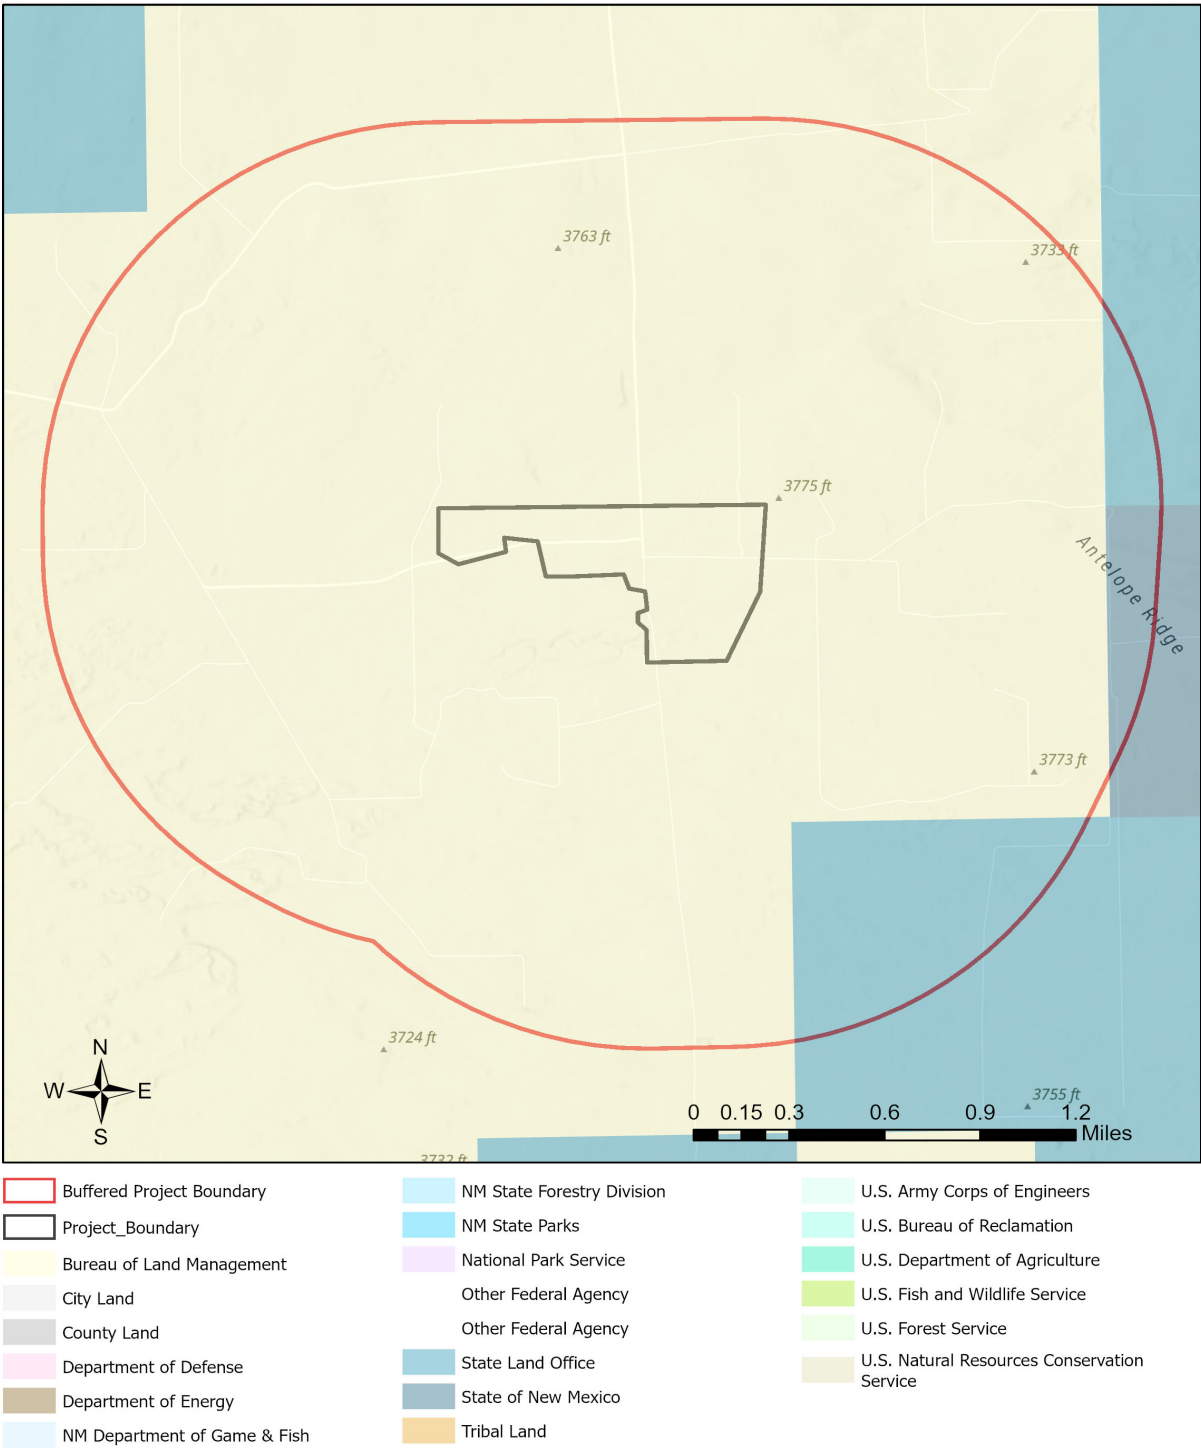 3763 ft
3733 ft
3775 ft
Antelope Ridge
3773 ft
3724 ft
3755 ft
3732 ft
N
W E
S
0 0.15 0.3 0.6 0.9 1.2
Miles
Buffered Project Boundary
Project_Boundary
Bureau of Land Management
City Land
County Land
Department of Defense
Department of Energy
NM Department of Game & Fish
NM State Forestry Division
NM State Parks
National Park Service
Other Federal Agency
Other Federal Agency
State Land Office
State of New Mexico
Tribal Land
U.S. Army Corps of Engineers
U.S. Bureau of Reclamation
U.S. Department of Agriculture
U.S. Fish and Wildlife Service
U.S. Forest Service
U.S. Natural Resources Conservation
Service